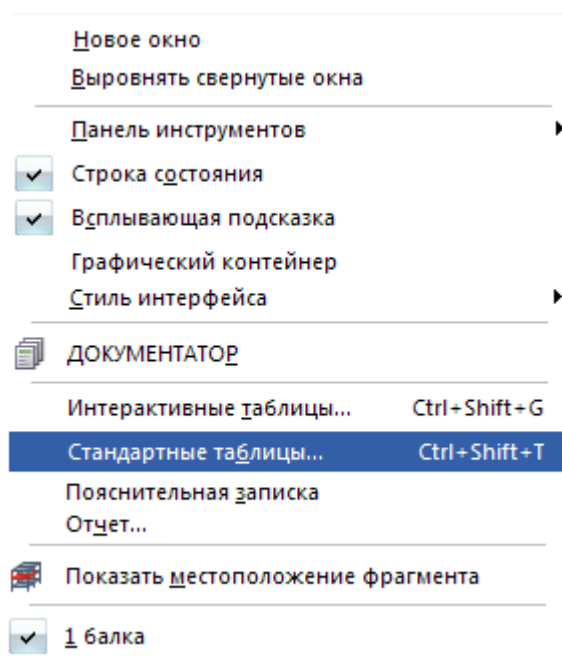 Новое окно
Выровнять свернутые окна
Панель инструментов
Строка состояния
Всплывающая подсказка
Графический контейнер
Стиль интерфейса
ДОКУМЕНТАТОР
Интерактивные таблицы... Ctrl+Shift+G
Стандартные таблицы... Ctrl+Shift+T
Пояснительная записка
Отчет...
Показать местоположение фрагмента
1 балка